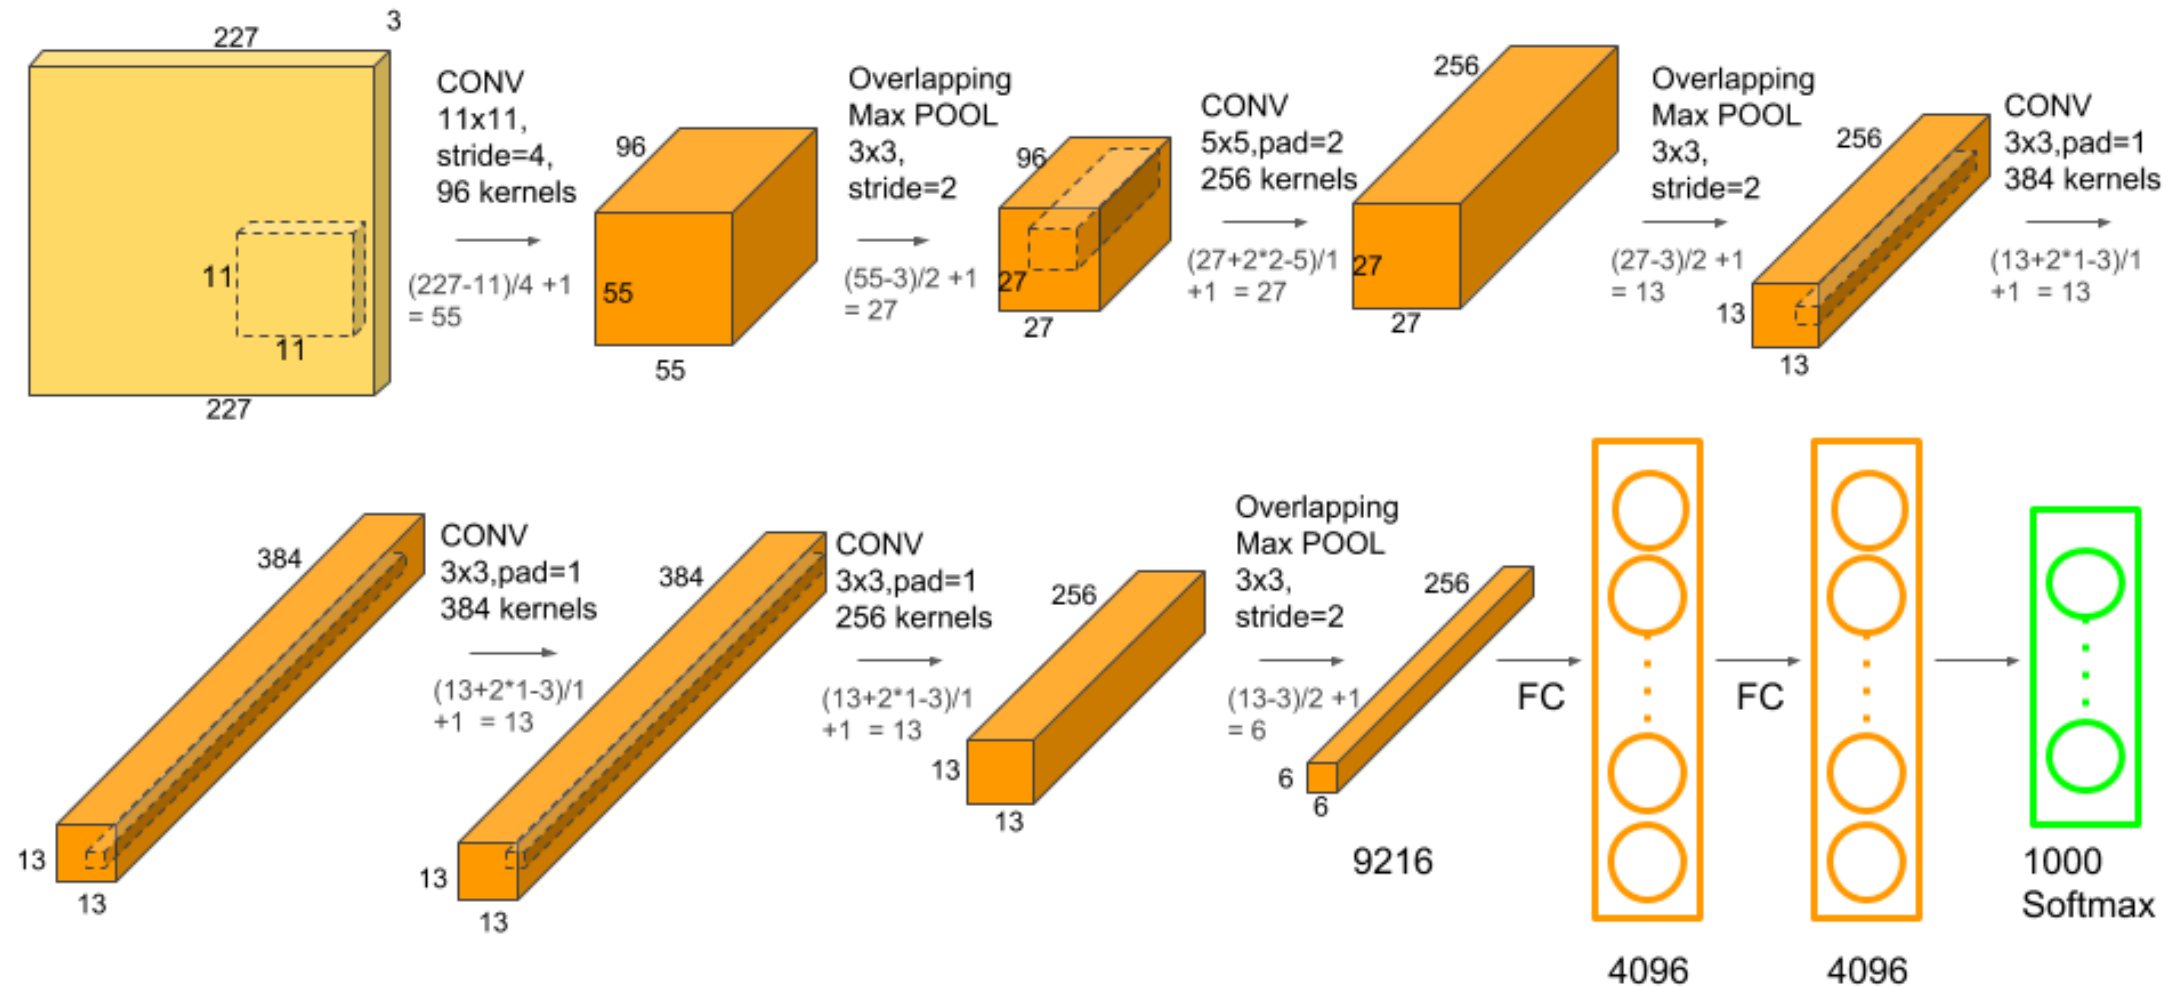 227
3
11
11
227
CONV
11x11,
stride=4,
96 kernels
(227-11)/4 +1
= 55
96
55
55
Overlapping
Max POOL
3x3,
stride=2
(55-3)/2 +1
= 27
96
27
27
CONV
5x5,pad=2
256 kernels
(27+2*2-5)/1
+1 = 27
256
27
27
Overlapping
Max POOL
3x3,
stride=2
(27-3)/2 +1
= 13
256
13
13
CONV
3x3,pad=1
384 kernels
(13+2*1-3)/1
+1 = 13
384
13
13
CONV
3x3,pad=1
384 kernels
(13+2*1-3)/1
+1 = 13
384
13
13
CONV
3x3,pad=1
256 kernels
(13+2*1-3)/1
+1 = 13
256
13
13
Overlapping
Max POOL
3x3,
stride=2
(13-3)/2 +1
= 6
256
6
6
9216
FC
4096
FC
4096
1000
Softmax